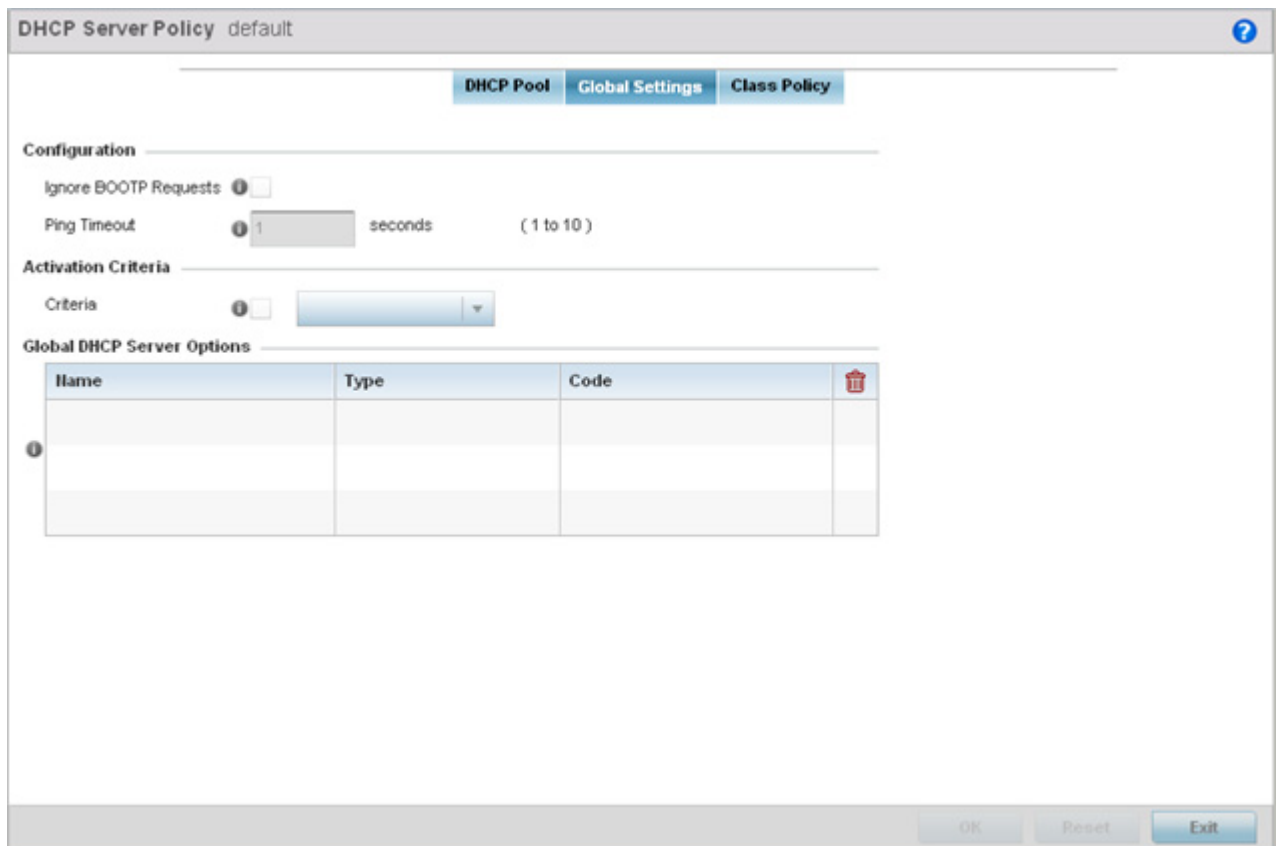 DHCP Server Policy default
DHCP Pool Global Settings Class Policy
Configuration
Ignore BOOTP Requests
Ping Timeout 1 seconds ( 1 to 10 )
Activation Criteria
Criteria
Global DHCP Server Options
Name Type Code
OK Reset Exit